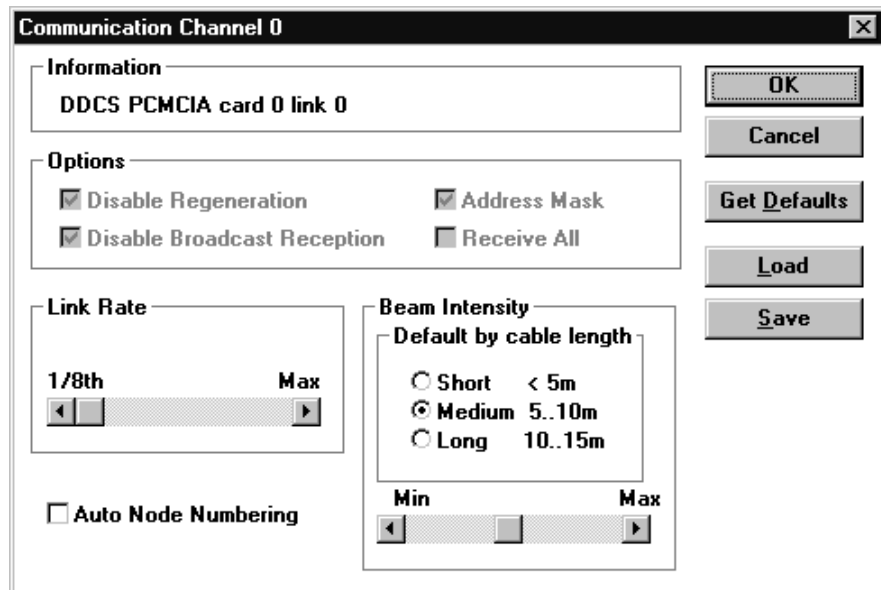 Communication Channel 0
Information
DDCS PCMCIA card 0 link 0
OK
Cancel
Options
Disable Regeneration
Address Mask
Disable Broadcast Reception
Receive All
Get Defaults
Load
Save
Link Rate
1/8th Max
Beam Intensity
Default by cable length
Short < 5m
Medium 5..10m
Long 10..15m
Min Max
Auto Node Numbering